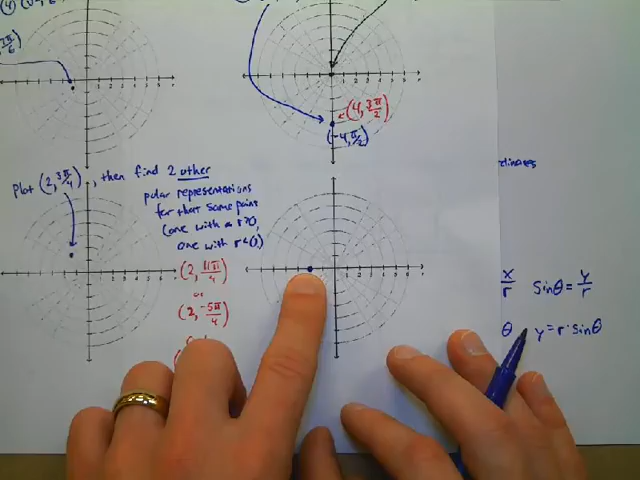 (4, 3π/2)
(-4, π/2)
Plot (2, 3π/4), then find 2 other
polar representations
for that same point
(one with a r>0,
one with r<0)
(2, 11π/4)
or
(2, -5π/4)
x/r sinθ = y/r
θ y = r · sinθ